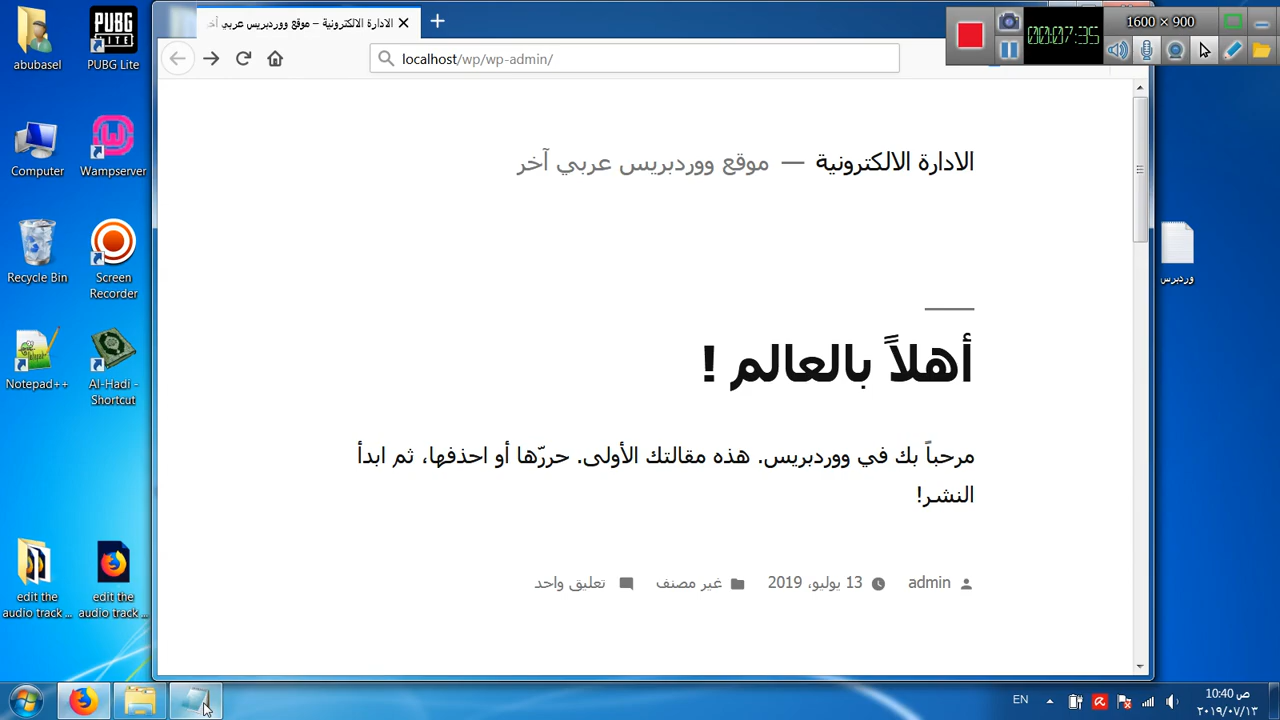 abubasel
PUBG Lite
Computer
Wampserver
Recycle Bin
Screen
Recorder
Notepad++
Al-Hadi -
Shortcut
edit the
audio track ...
edit the
audio track ...
الادارة الالكترونية – موقع ووردبريس عربي آخر
localhost/wp/wp-admin/
00:07:35
1600 × 900
الادارة الالكترونية — موقع ووردبريس عربي آخر
أهلاً بالعالم !
مرحباً بك في ووردبريس. هذه مقالتك الأولى. حررّها أو احذفها، ثم ابدأ
النشر!
admin 13 يوليو، 2019 غير مصنف تعليق واحد
وردبرس
EN
10:40 ص
٢٠١٩/٠٧/١٣